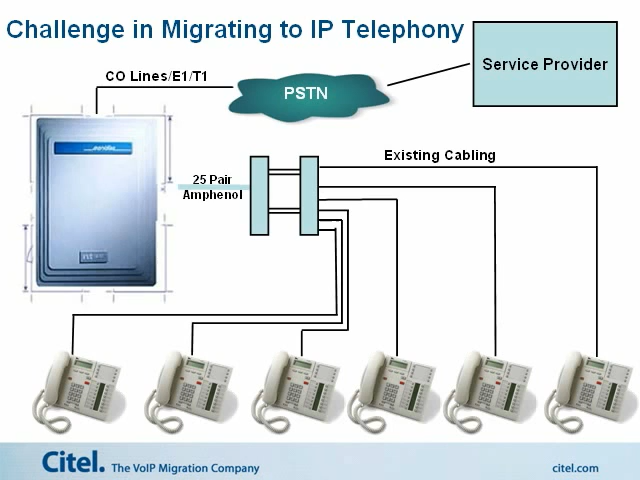 Challenge in Migrating to IP Telephony
Service Provider
CO Lines/E1/T1
PSTN
Existing Cabling
25 Pair
Amphenol
Citel. The VoIP Migration Company
citel.com